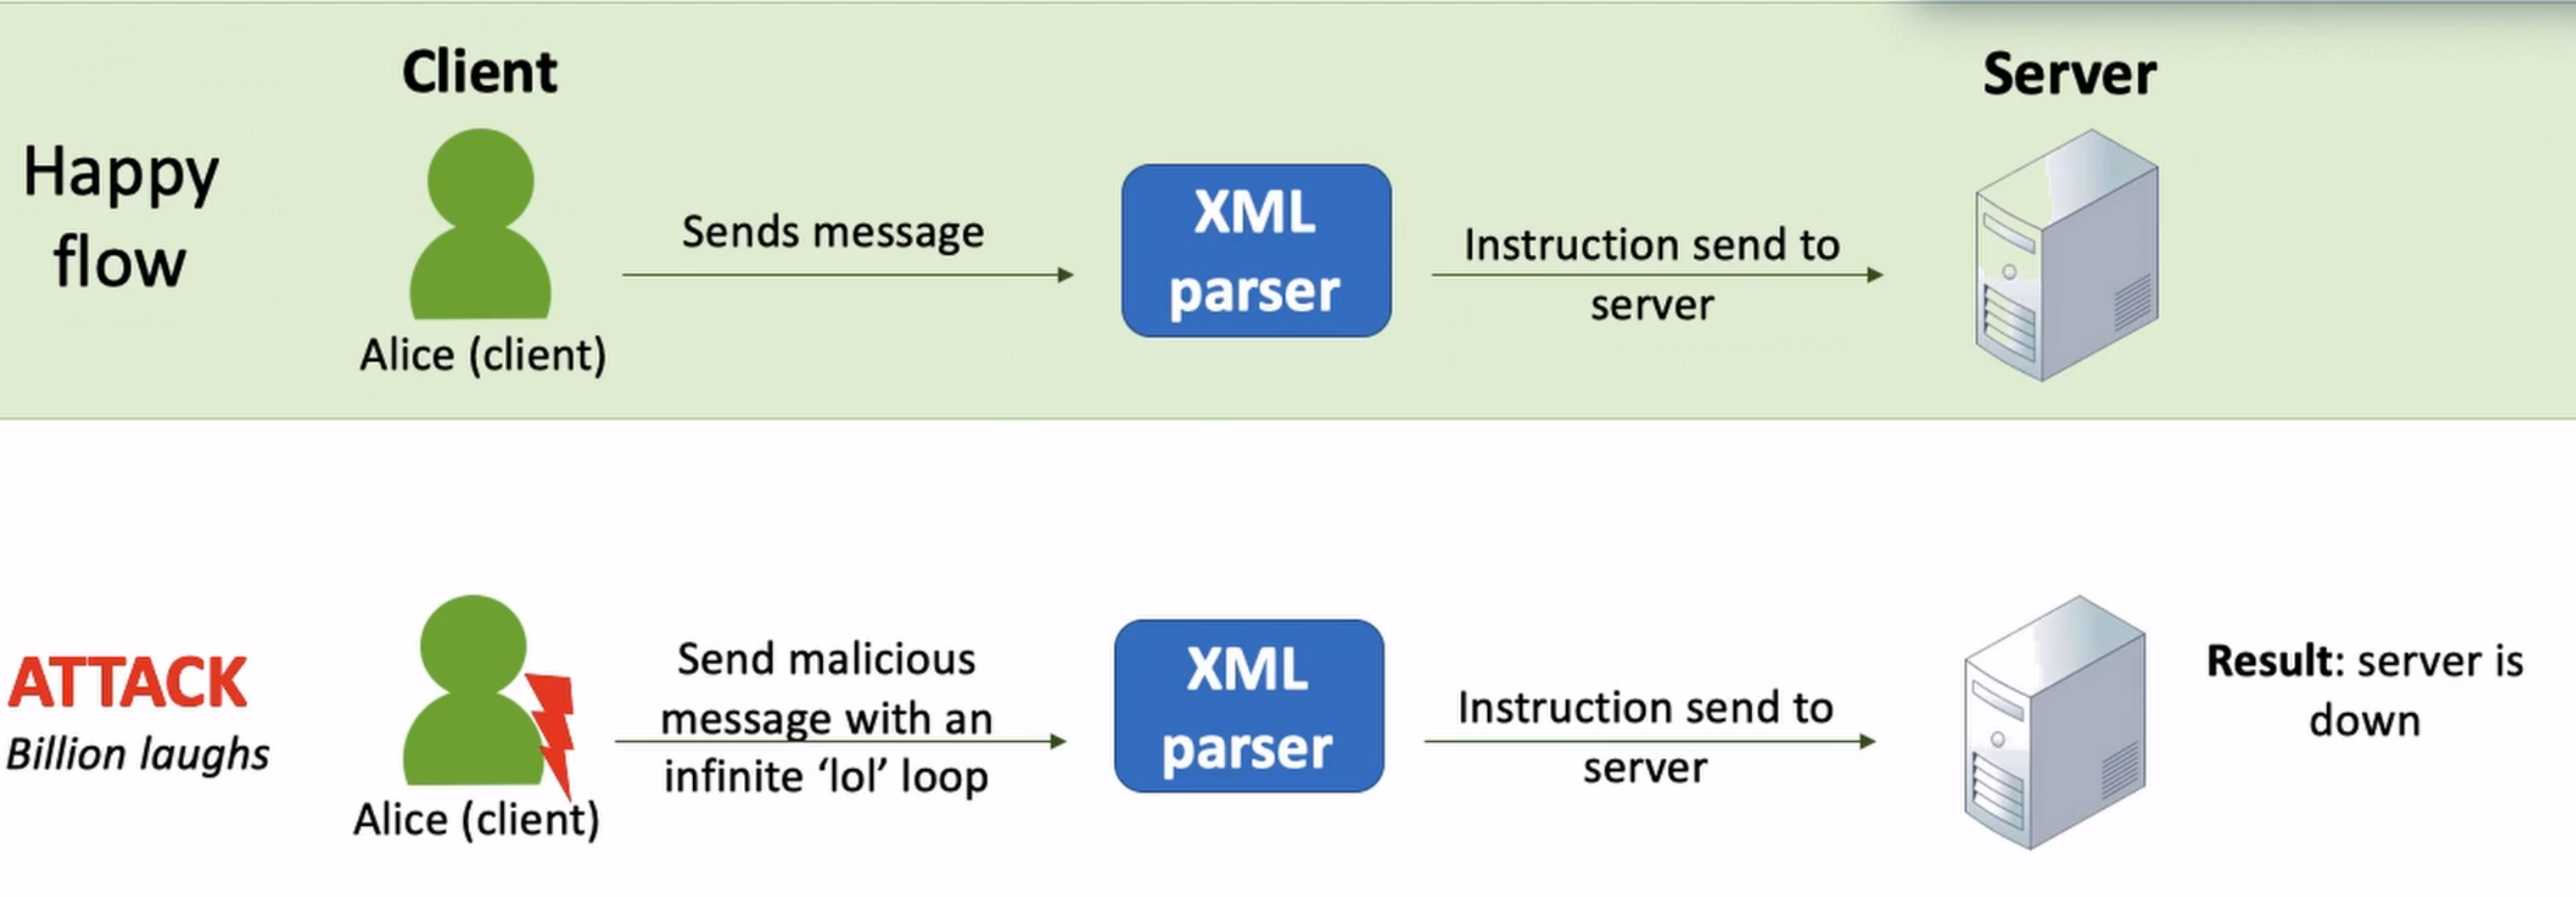 Client
Server
Happy
flow
Sends message
XML
parser
Instruction send to
server
Alice (client)
ATTACK
Billion laughs
Send malicious
message with an
infinite ‘lol’ loop
XML
parser
Instruction send to
server
Result: server is
down
Alice (client)